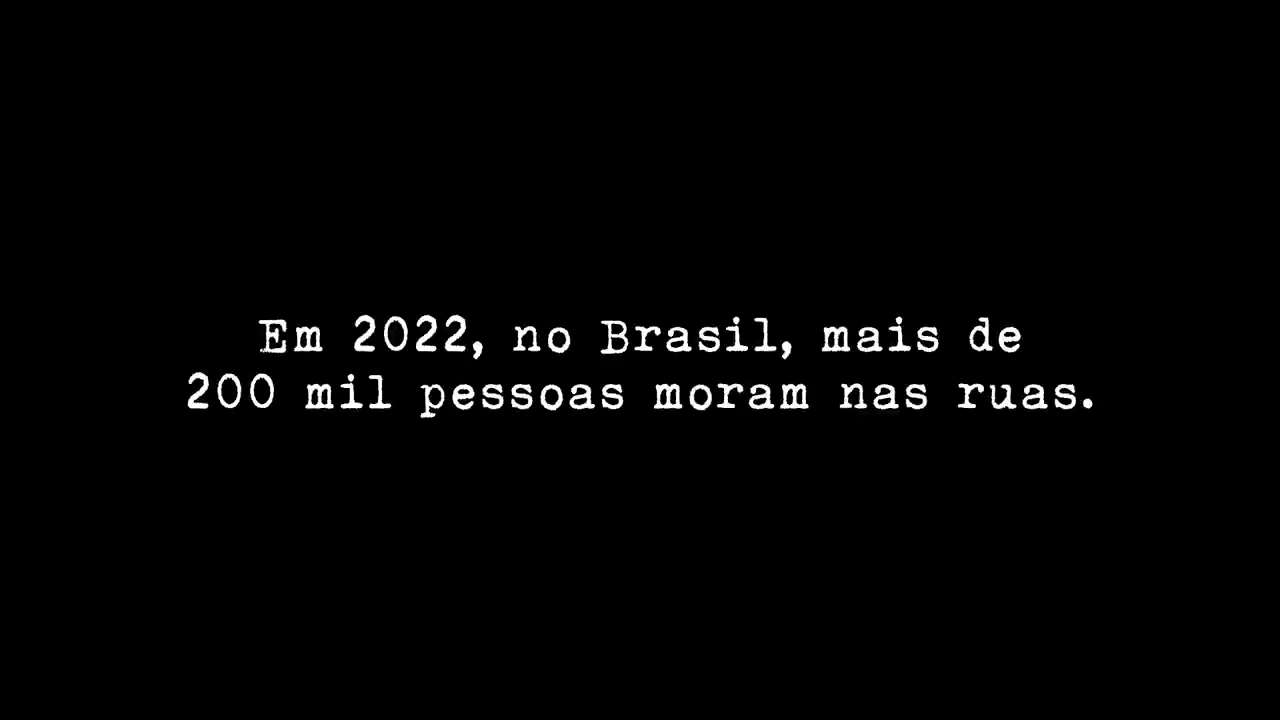 Em 2022, no Brasil, mais de
200 mil pessoas moram nas ruas.